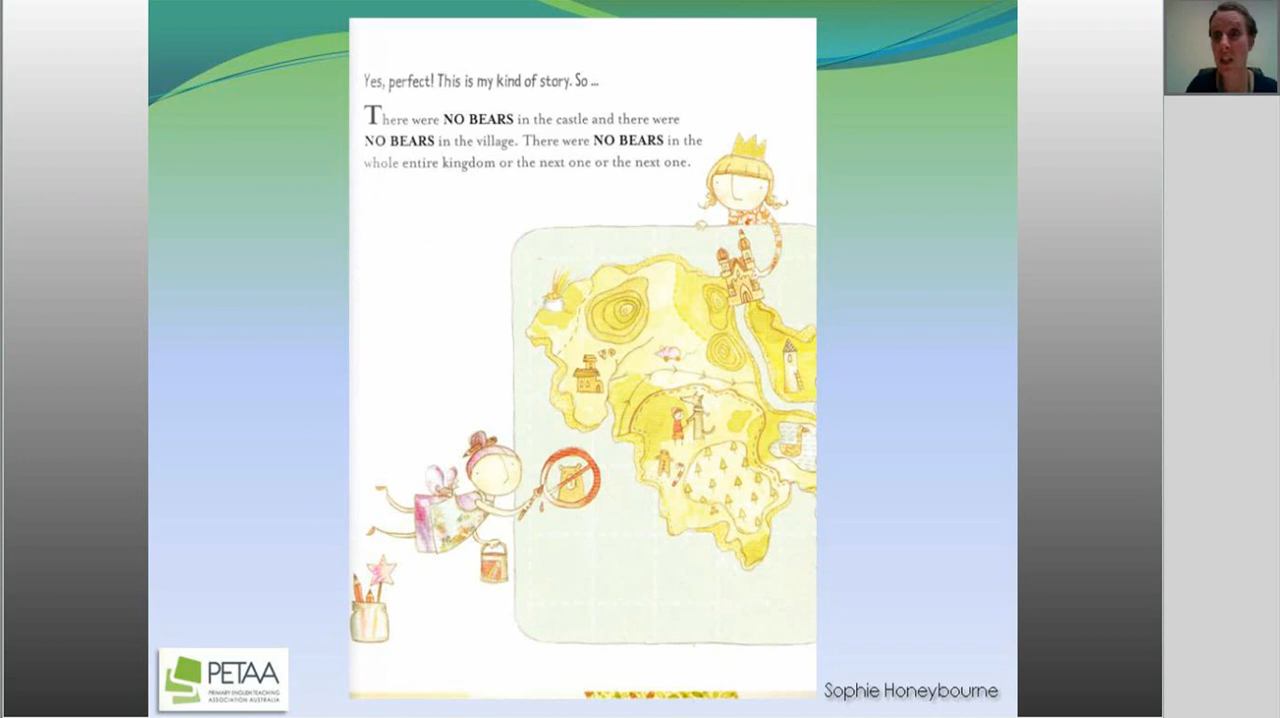 Yes, perfect! This is my kind of story. So ...
There were NO BEARS in the castle and there were
NO BEARS in the village. There were NO BEARS in the
whole entire kingdom or the next one or the next one.
PETAA
PRIMARY ENGLISH TEACHING
ASSOCIATION AUSTRALIA
Sophie Honeybourne